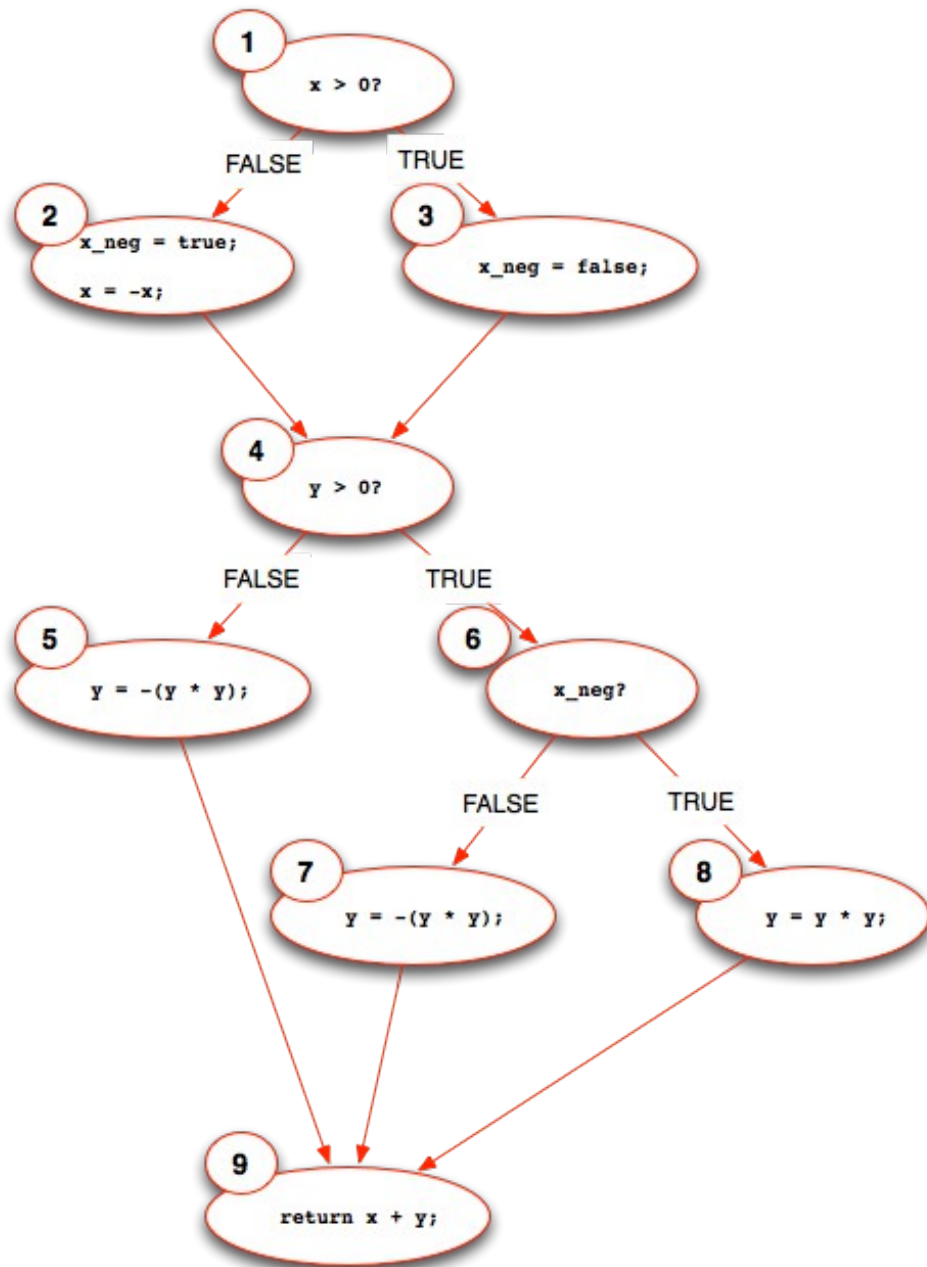 1
x > 0?
FALSE
TRUE
2
x_neg = true;
x = -x;
3
x_neg = false;
4
y > 0?
FALSE
TRUE
5
y = -(y * y);
6
x_neg?
FALSE
TRUE
7
y = -(y * y);
8
y = y * y;
9
return x + y;